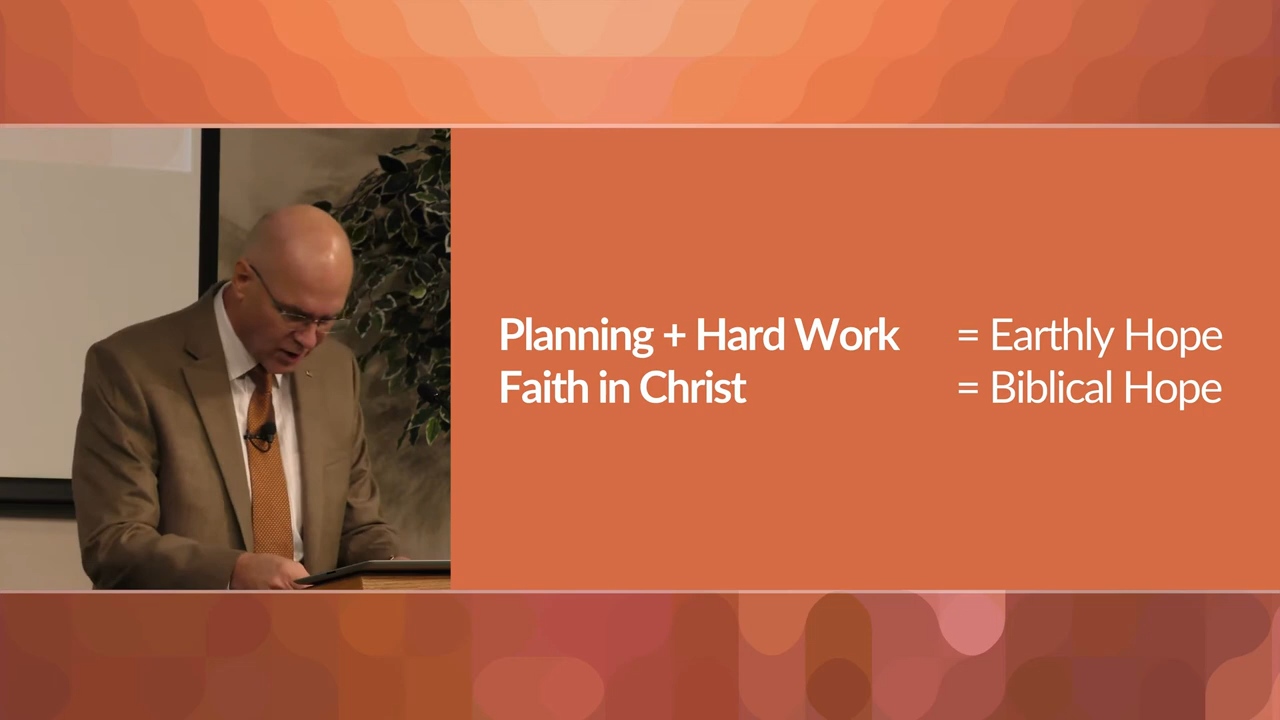 Planning + Hard Work = Earthly Hope
Faith in Christ = Biblical Hope